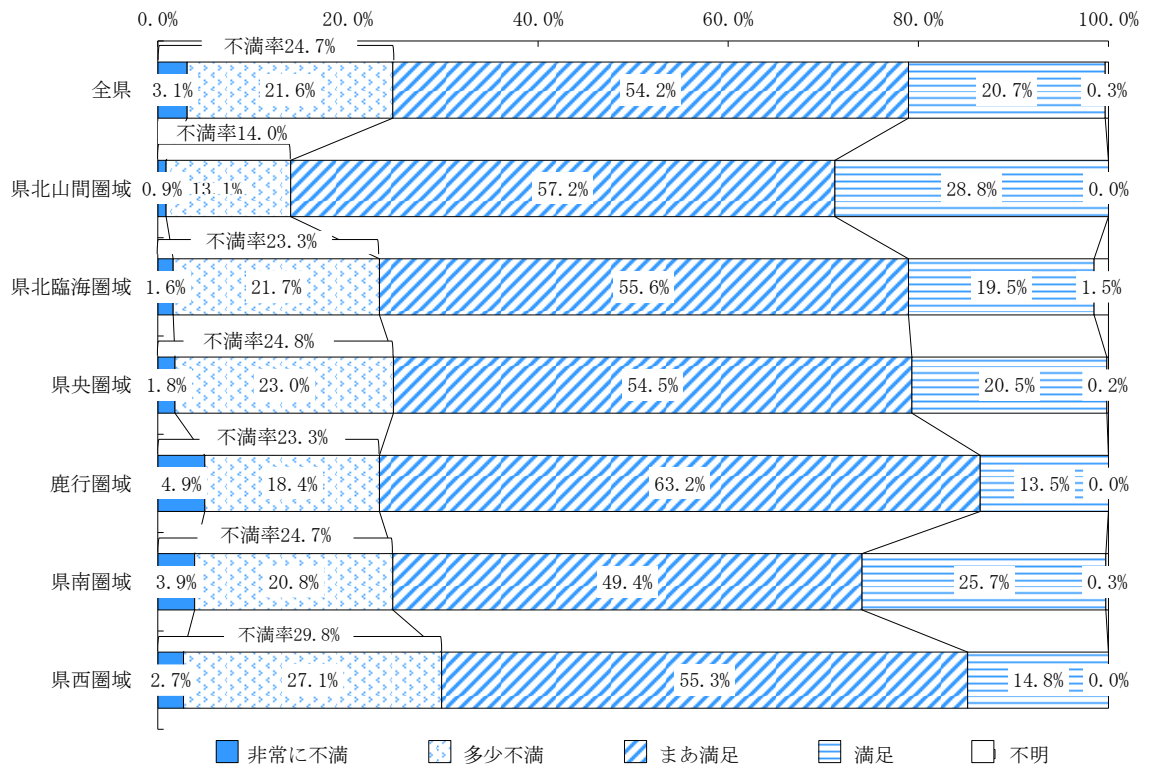 0.0% 20.0% 40.0% 60.0% 80.0% 100.0%
不満率24.7%
全県 3.1% 21.6% 54.2% 20.7% 0.3%
不満率14.0%
県北山間圏域 0.9% 13.1% 57.2% 28.8% 0.0%
不満率23.3%
県北臨海圏域 1.6% 21.7% 55.6% 19.5% 1.5%
不満率24.8%
県央圏域 1.8% 23.0% 54.5% 20.5% 0.2%
不満率23.3%
鹿行圏域 4.9% 18.4% 63.2% 13.5% 0.0%
不満率24.7%
県南圏域 3.9% 20.8% 49.4% 25.7% 0.3%
不満率29.8%
県西圏域 2.7% 27.1% 55.3% 14.8% 0.0%
非常に不満 多少不満 まあ満足 満足 不明